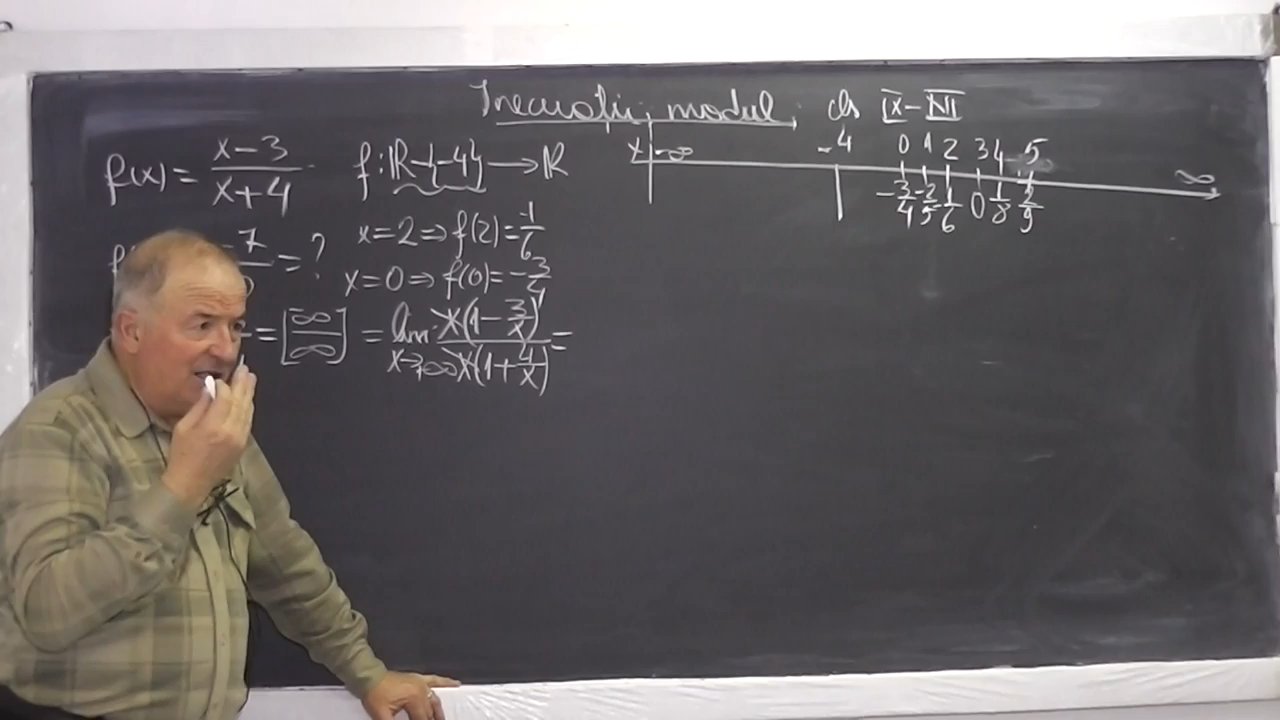 Inecuații, modul, cls IX-XII
f(x) = (x-3)/(x+4) f: ℝ-{-4} → ℝ
x -∞ -4 0 1 2 3 4 5 ∞
-3/4 -2/5 -1/6 0 1/8 2/9
-7/0 = ? x=2 ⇒ f(2) = -1/6
x=0 ⇒ f(0) = -3/4
= [∞/∞] = lim x→+∞ x(1-3/x)/x(1+4/x) =